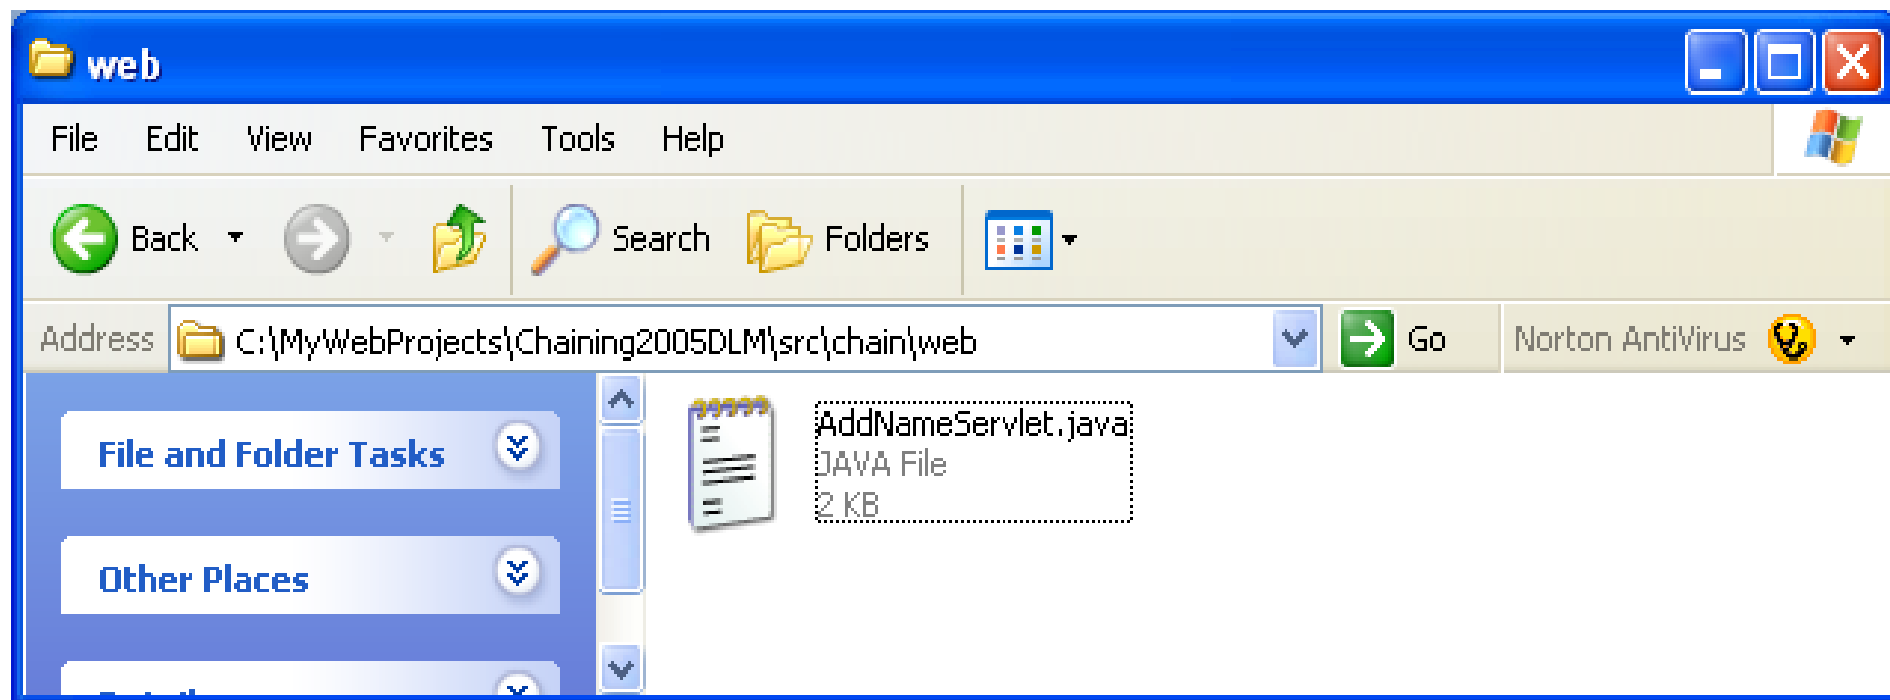 web
File Edit View Favorites Tools Help
Back Search Folders
Address C:\MyWebProjects\Chaining2005DLM\src\chain\web Go Norton AntiVirus
File and Folder Tasks
Other Places
AddNameServlet.java
JAVA File
2 KB